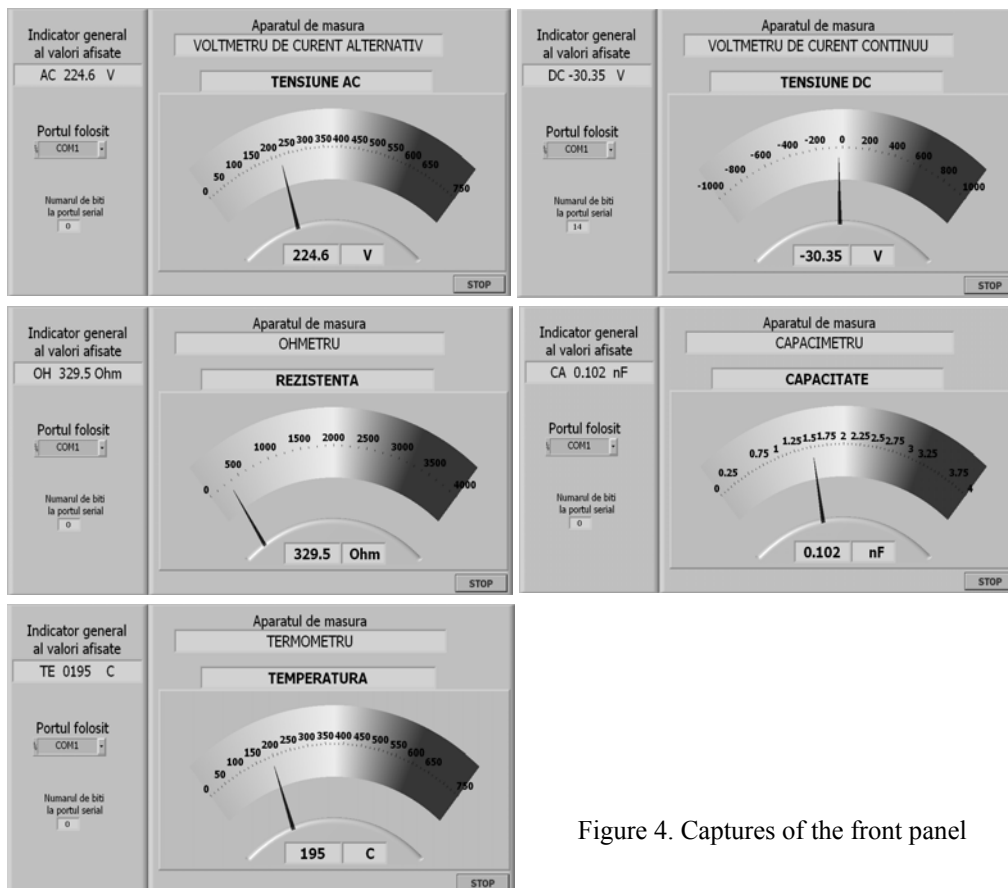 Indicator general
al valori afisate
AC 224.6 V
Portul folosit
COM1
Numarul de biti
la portul serial
0
Aparatul de masura
VOLTMETRU DE CURENT ALTERNATIV
TENSIUNE AC
0 50 100 150 200 250 300 350 400 450 500 550 600 650 750
224.6 V
STOP
Indicator general
al valori afisate
DC -30.35 V
Portul folosit
COM1
Numarul de biti
la portul serial
14
Aparatul de masura
VOLTMETRU DE CURENT CONTINUU
TENSIUNE DC
-1000 -800 -600 -400 -200 0 200 400 600 800 1000
-30.35 V
STOP
Indicator general
al valori afisate
OH 329.5 Ohm
Portul folosit
COM1
Numarul de biti
la portul serial
0
Aparatul de masura
OHMETRU
REZISTENTA
0 500 1000 1500 2000 2500 3000 3500 4000
329.5 Ohm
STOP
Indicator general
al valori afisate
CA 0.102 nF
Portul folosit
COM1
Numarul de biti
la portul serial
0
Aparatul de masura
CAPACIMETRU
CAPACITATE
0 0.25 0.75 1 1.25 1.5 1.75 2 2.25 2.5 2.75 3 3.25 3.75 4
0.102 nF
STOP
Indicator general
al valori afisate
TE 0195 C
Portul folosit
COM1
Numarul de biti
la portul serial
0
Aparatul de masura
TERMOMETRU
TEMPERATURA
0 50 100 150 200 250 300 350 400 450 500 550 600 650 750
195 C
STOP
Figure 4. Captures of the front panel